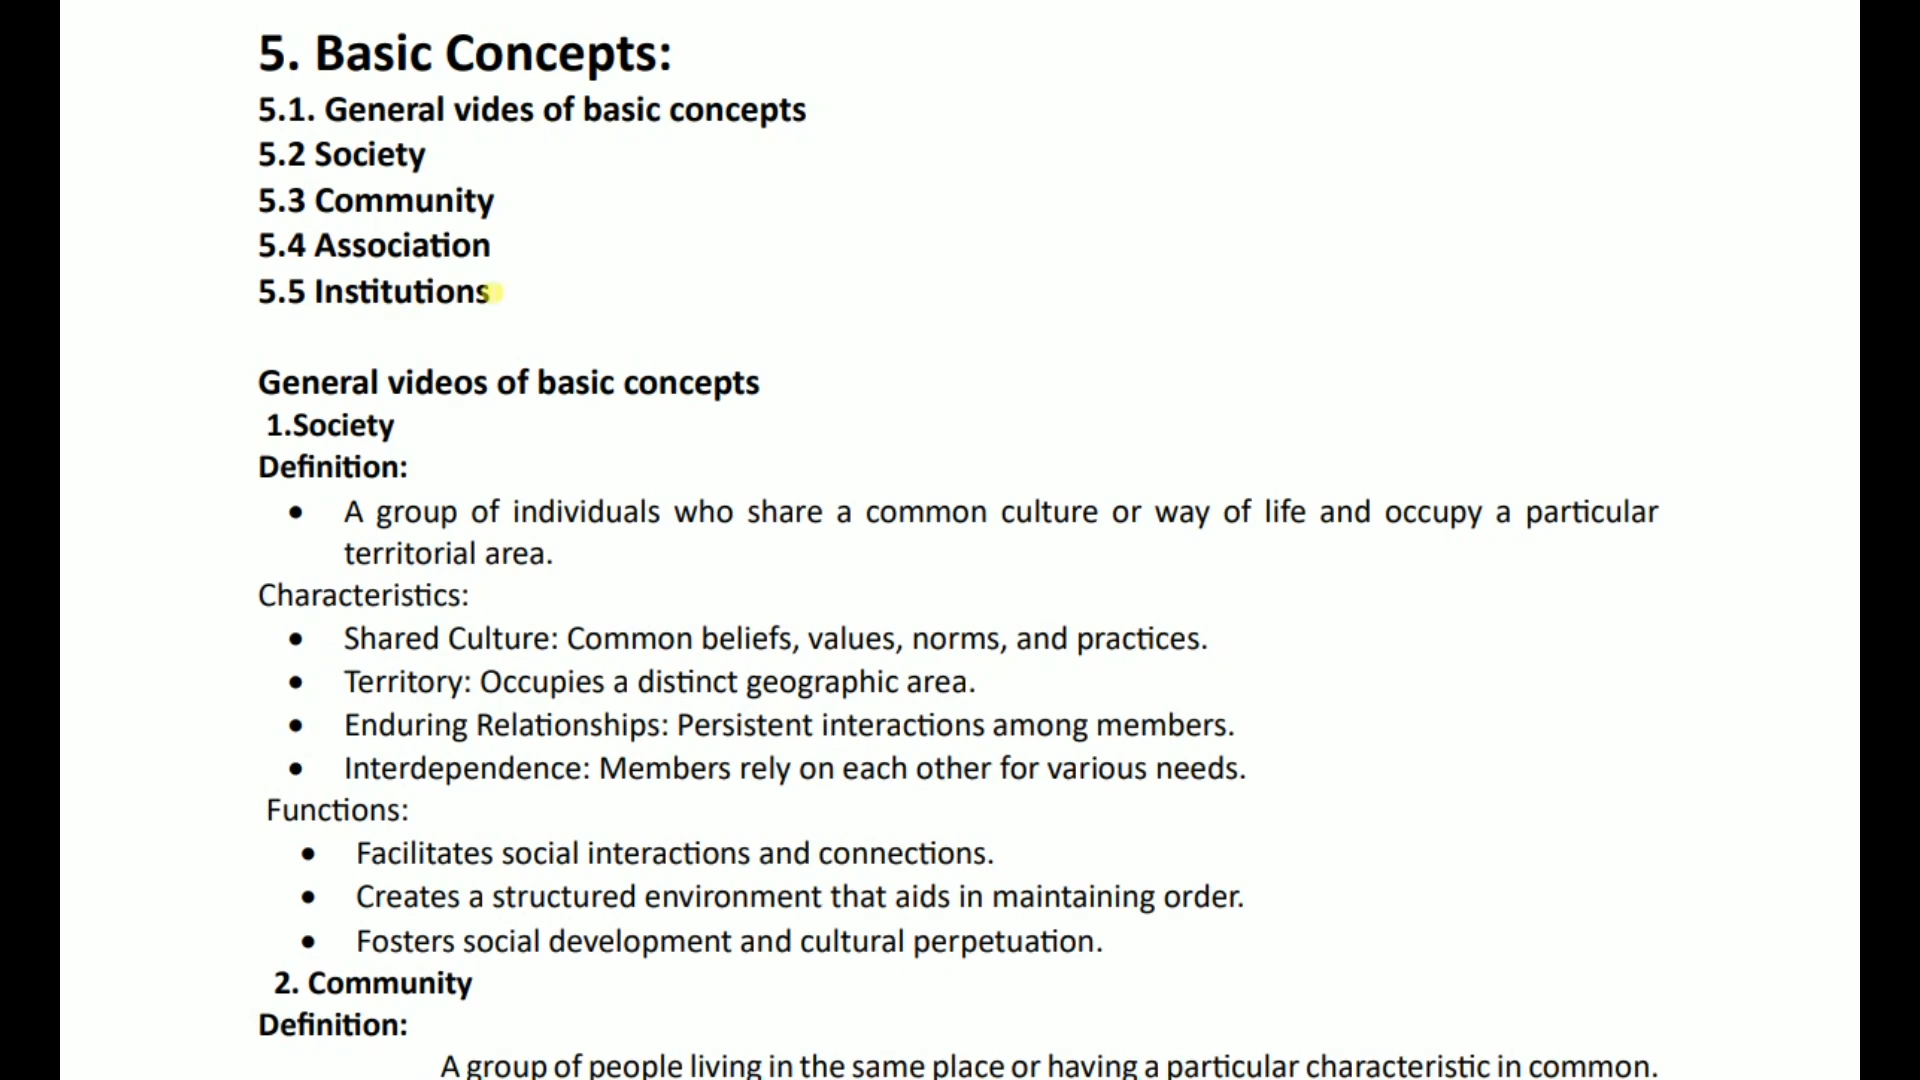 5. Basic Concepts:
5.1. General vides of basic concepts
5.2 Society
5.3 Community
5.4 Association
5.5 Institutions
General videos of basic concepts
1.Society
Definition:
• A group of individuals who share a common culture or way of life and occupy a particular
territorial area.
Characteristics:
• Shared Culture: Common beliefs, values, norms, and practices.
• Territory: Occupies a distinct geographic area.
• Enduring Relationships: Persistent interactions among members.
• Interdependence: Members rely on each other for various needs.
Functions:
• Facilitates social interactions and connections.
• Creates a structured environment that aids in maintaining order.
• Fosters social development and cultural perpetuation.
2. Community
Definition:
A group of people living in the same place or having a particular characteristic in common.